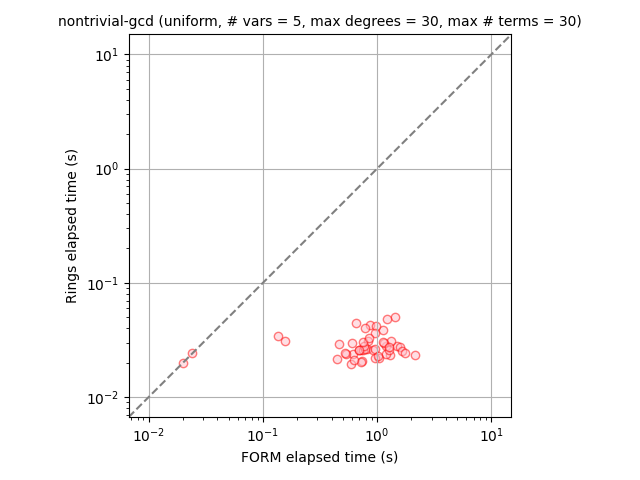 nontrivial-gcd (uniform, # vars = 5, max degrees = 30, max # terms = 30)
10¹
10⁰
10⁻¹
10⁻²
Rings elapsed time (s)
10⁻² 10⁻¹ 10⁰ 10¹
FORM elapsed time (s)